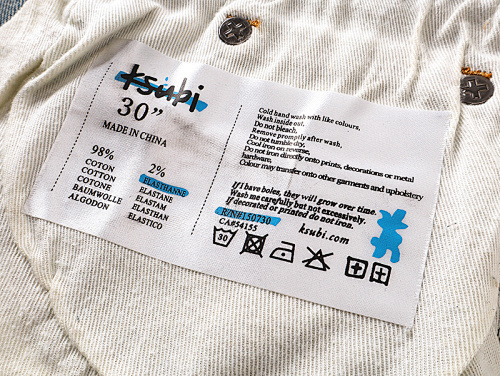 ksubi
30”
MADE IN CHINA
98%
COTTON
COTTON
COTONE
BAUMWOLLE
ALGODON
2%
ELASTHANNE
ELASTANE
ELASTAM
ELASTHAN
ELASTICO
Cold hand wash with like colours,
Wash inside out,
Do not bleach,
Remove promptly after wash,
Do not tumble dry,
Cool iron on reverse,
Do not iron directly onto prints, decorations or metal
hardware,
Colour may transfer onto other garments and upholstery
If I have holes, they will grow over time.
Wash me carefully but not excessively.
If decorated or printed do not iron.
R/N#150730
CA#54155
ksubi.com
30